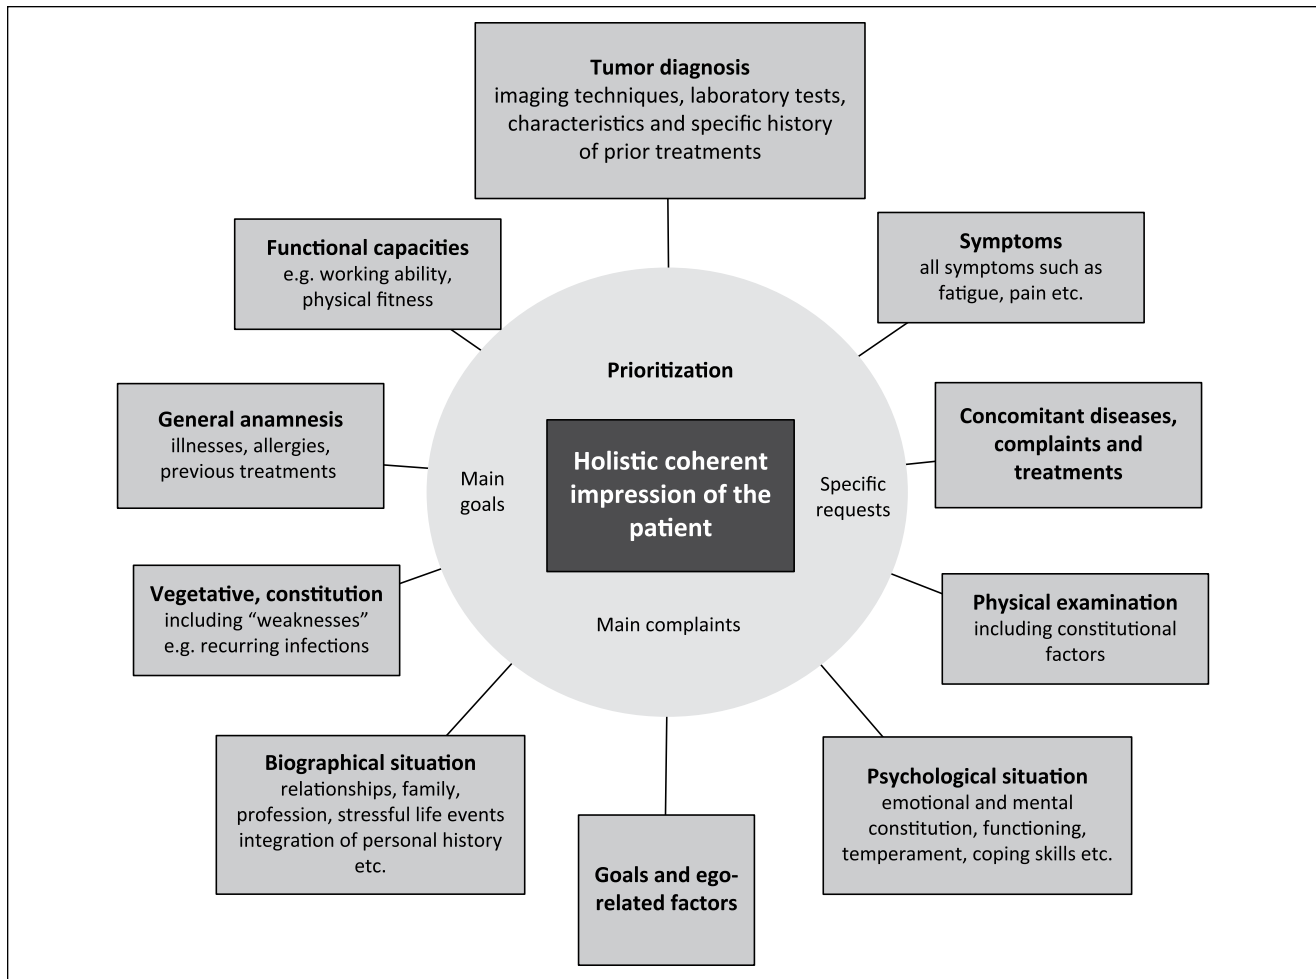 Tumor diagnosis
imaging techniques, laboratory tests,
characteristics and specific history
of prior treatments
Functional capacities
e.g. working ability,
physical fitness
Symptoms
all symptoms such as
fatigue, pain etc.
Prioritization
General anamnesis
illnesses, allergies,
previous treatments
Main
goals
Holistic coherent
impression of the
patient
Specific
requests
Concomitant diseases,
complaints and
treatments
Vegetative, constitution
including “weaknesses”
e.g. recurring infections
Main complaints
Physical examination
including constitutional
factors
Biographical situation
relationships, family,
profession, stressful life events
integration of personal history
etc.
Goals and ego-
related factors
Psychological situation
emotional and mental
constitution, functioning,
temperament, coping skills etc.